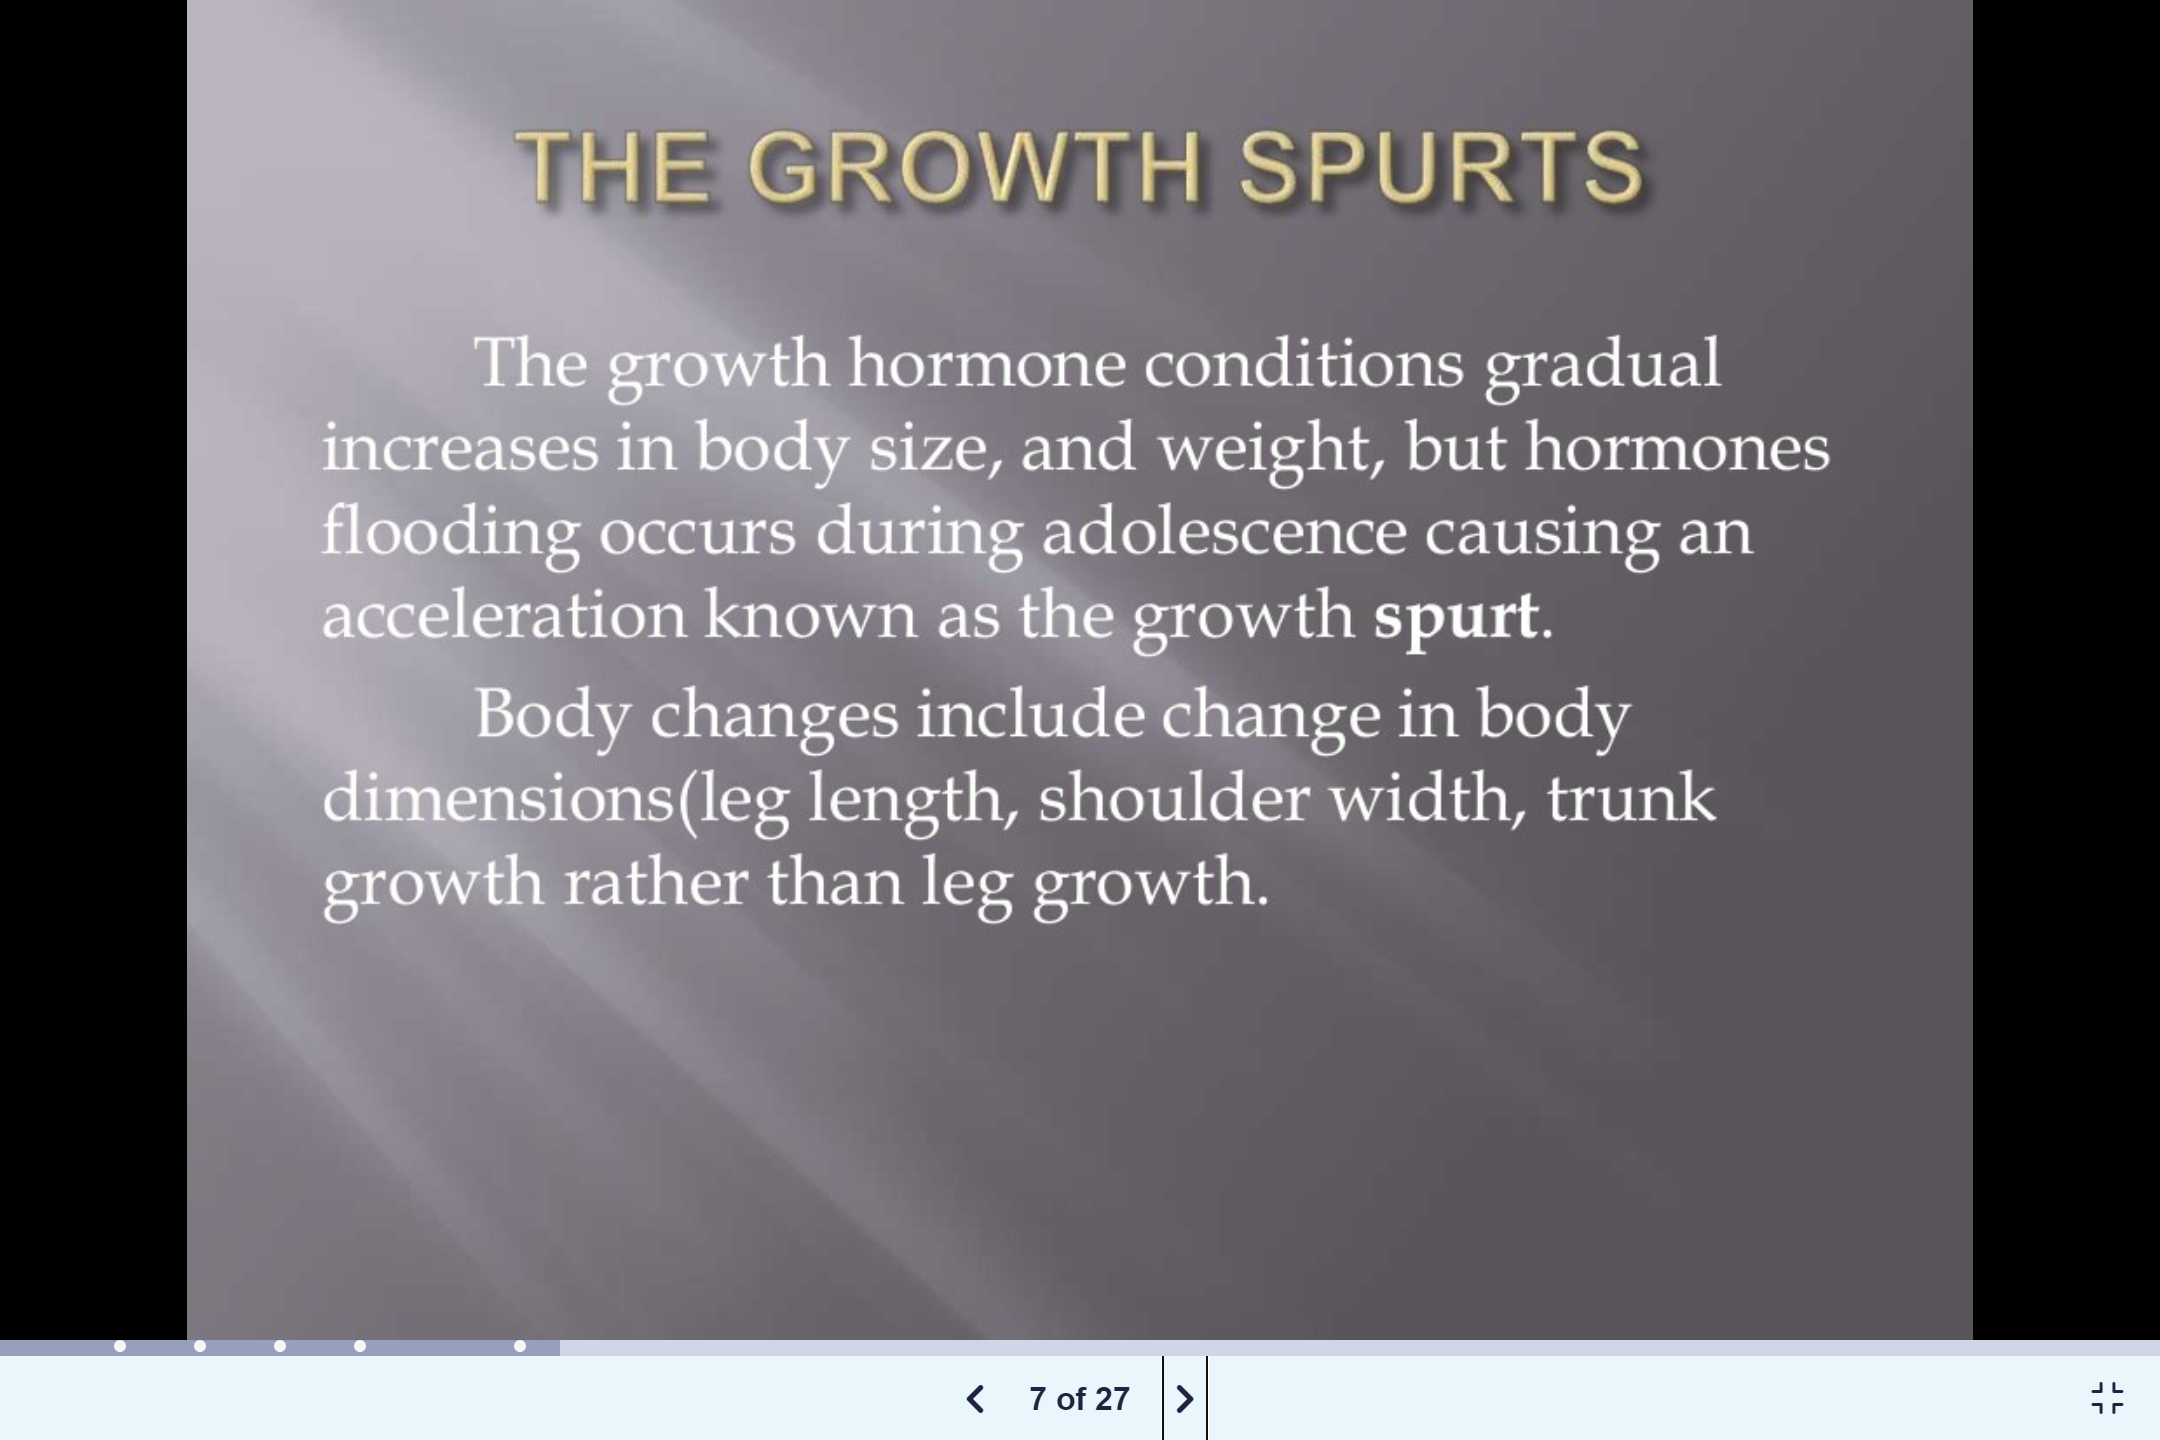 THE GROWTH SPURTS
The growth hormone conditions gradual
increases in body size, and weight, but hormones
flooding occurs during adolescence causing an
acceleration known as the growth spurt.
Body changes include change in body
dimensions(leg length, shoulder width, trunk
growth rather than leg growth.
7 of 27